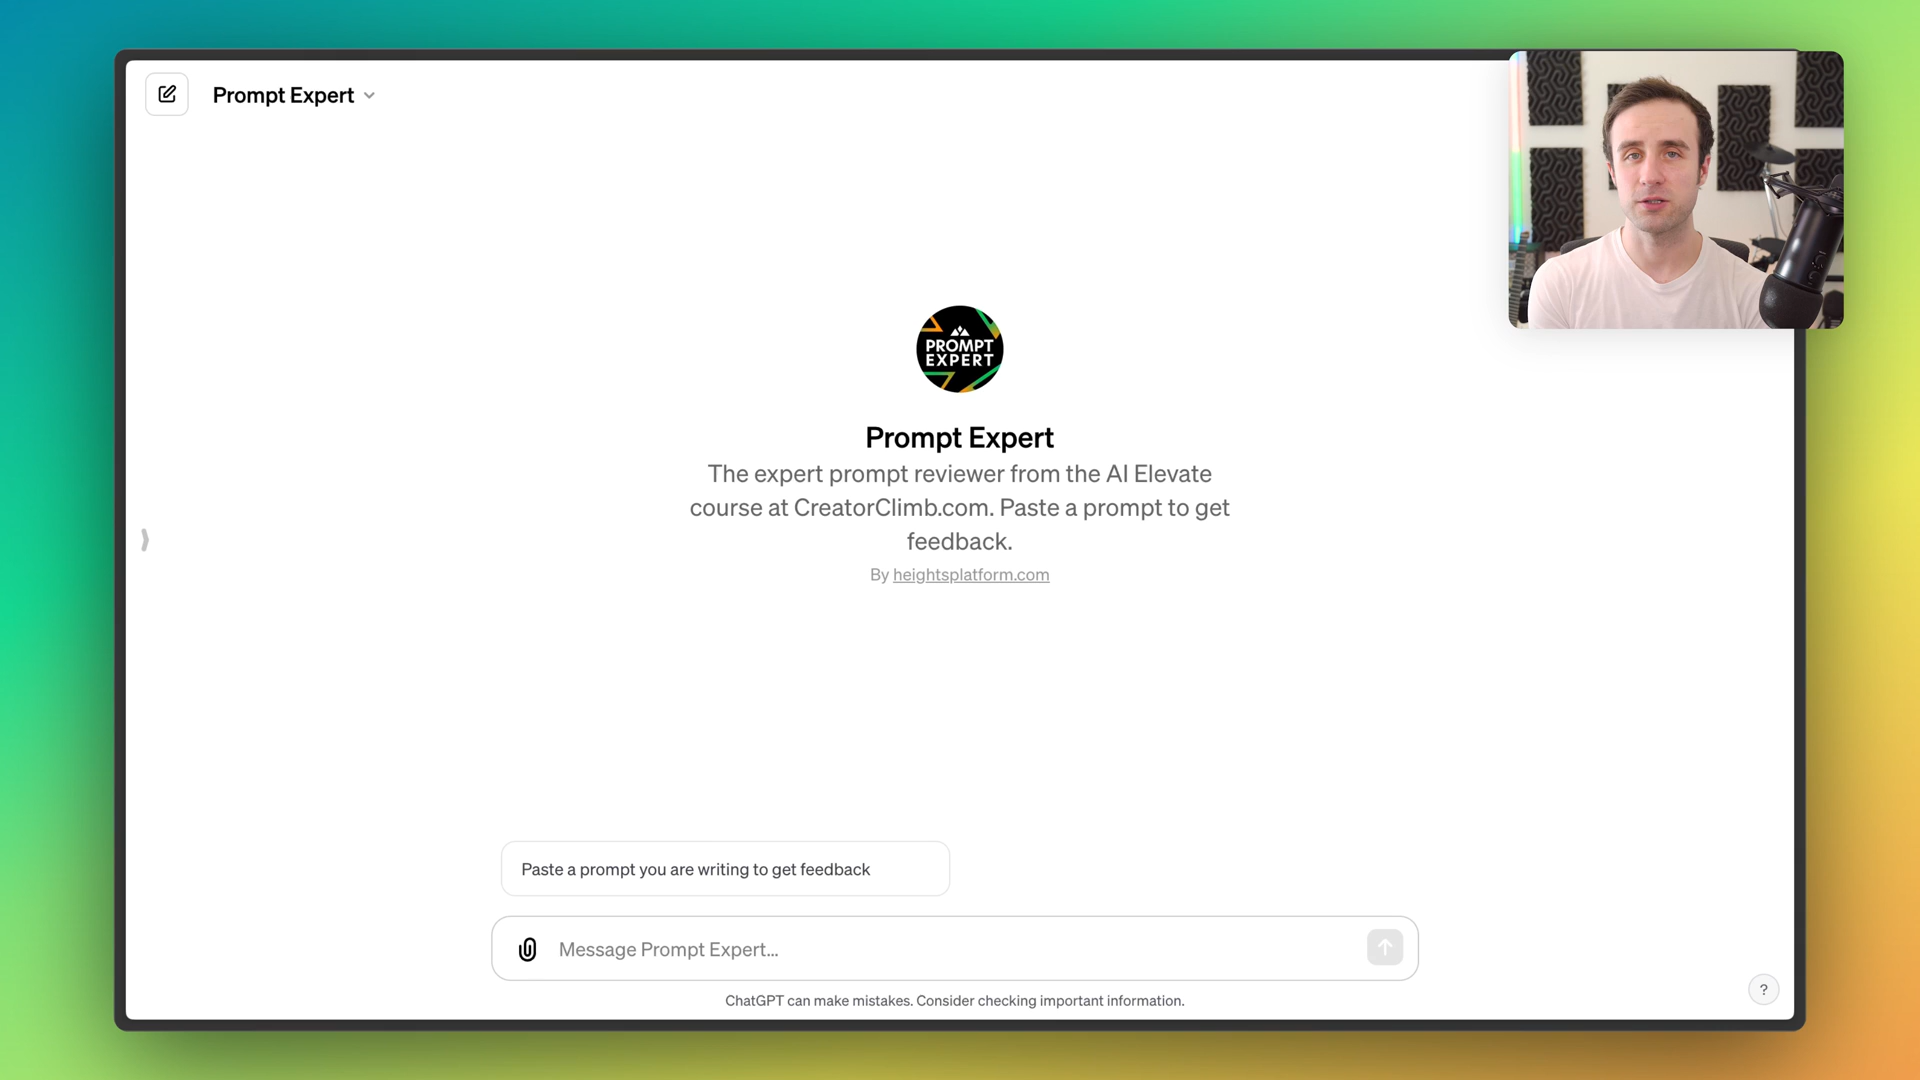 Prompt Expert
PROMPT
EXPERT
Prompt Expert
The expert prompt reviewer from the AI Elevate
course at CreatorClimb.com. Paste a prompt to get
feedback.
By heightsplatform.com
Paste a prompt you are writing to get feedback
Message Prompt Expert...
ChatGPT can make mistakes. Consider checking important information.
?